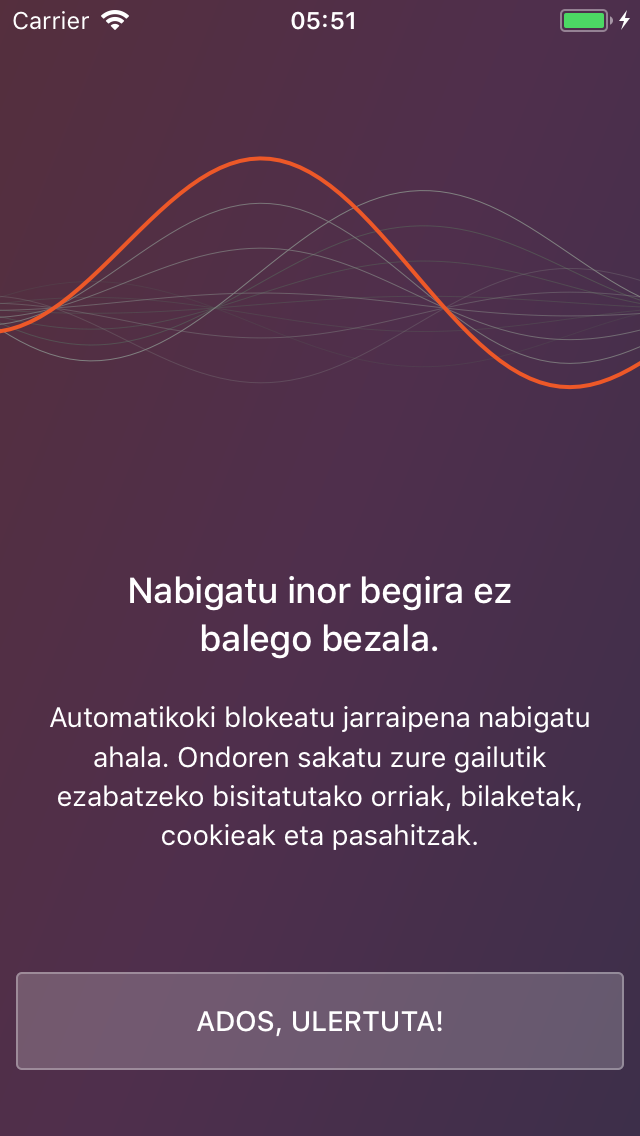 Carrier 05:51
Nabigatu inor begira ez
balego bezala.
Automatikoki blokeatu jarraipena nabigatu
ahala. Ondoren sakatu zure gailutik
ezabatzeko bisitatutako orriak, bilaketak,
cookieak eta pasahitzak.
ADOS, ULERTUTA!